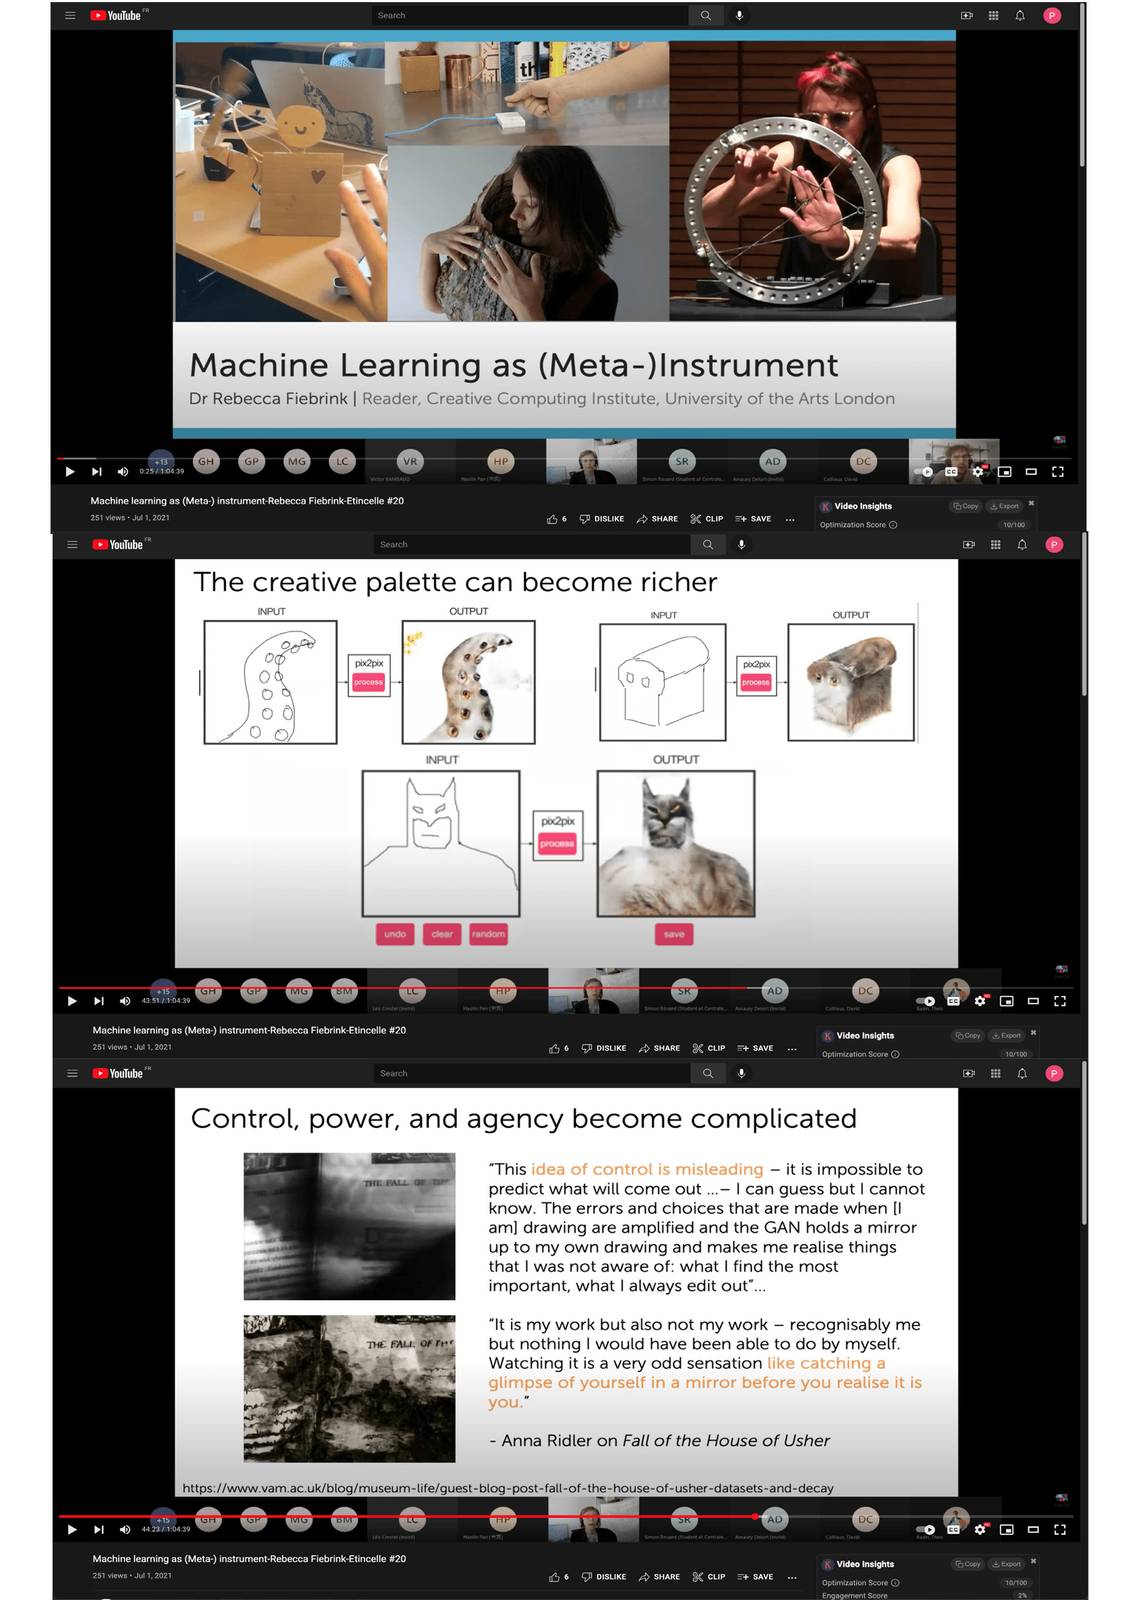 YouTube FR
Search
P
th
Machine Learning as (Meta-)Instrument
Dr Rebecca Fiebrink | Reader, Creative Computing Institute, University of the Arts London
+13 GH GP MG LC VR HP SR AD DC
0:25 / 1:04:39
Machine learning as (Meta-) instrument-Rebecca Fiebrink-Etincelle #20
251 views • Jul 1, 2021
6 DISLIKE SHARE CLIP SAVE ...
Video Insights Copy Export
Optimization Score 10/100
YouTube FR
Search
P
The creative palette can become richer
INPUT OUTPUT INPUT OUTPUT
pix2pix pix2pix
process process
INPUT OUTPUT
pix2pix
process
undo clear random save
+15 GH GP MG BM LC HP SR AD DC
43:51 / 1:04:39
Machine learning as (Meta-) instrument-Rebecca Fiebrink-Etincelle #20
251 views • Jul 1, 2021
6 DISLIKE SHARE CLIP SAVE ...
Video Insights Copy Export
Optimization Score 10/100
YouTube FR
Search
P
Control, power, and agency become complicated
THE FALL OF THE
"This idea of control is misleading – it is impossible to
predict what will come out ...– I can guess but I cannot
know. The errors and choices that are made when [I
am] drawing are amplified and the GAN holds a mirror
up to my own drawing and makes me realise things
that I was not aware of: what I find the most
important, what I always edit out"...
THE FALL OF
"It is my work but also not my work – recognisably me
but nothing I would have been able to do by myself.
Watching it is a very odd sensation like catching a
glimpse of yourself in a mirror before you realise it is
you."
- Anna Ridler on Fall of the House of Usher
https://www.vam.ac.uk/blog/museum-life/guest-blog-post-fall-of-the-house-of-usher-datasets-and-decay
+15 GH GP MG BM LC HP SR AD DC
44:23 / 1:04:39
Machine learning as (Meta-) instrument-Rebecca Fiebrink-Etincelle #20
251 views • Jul 1, 2021
6 DISLIKE SHARE CLIP SAVE ...
Video Insights Copy Export
Optimization Score 10/100
Engagement Score 2%